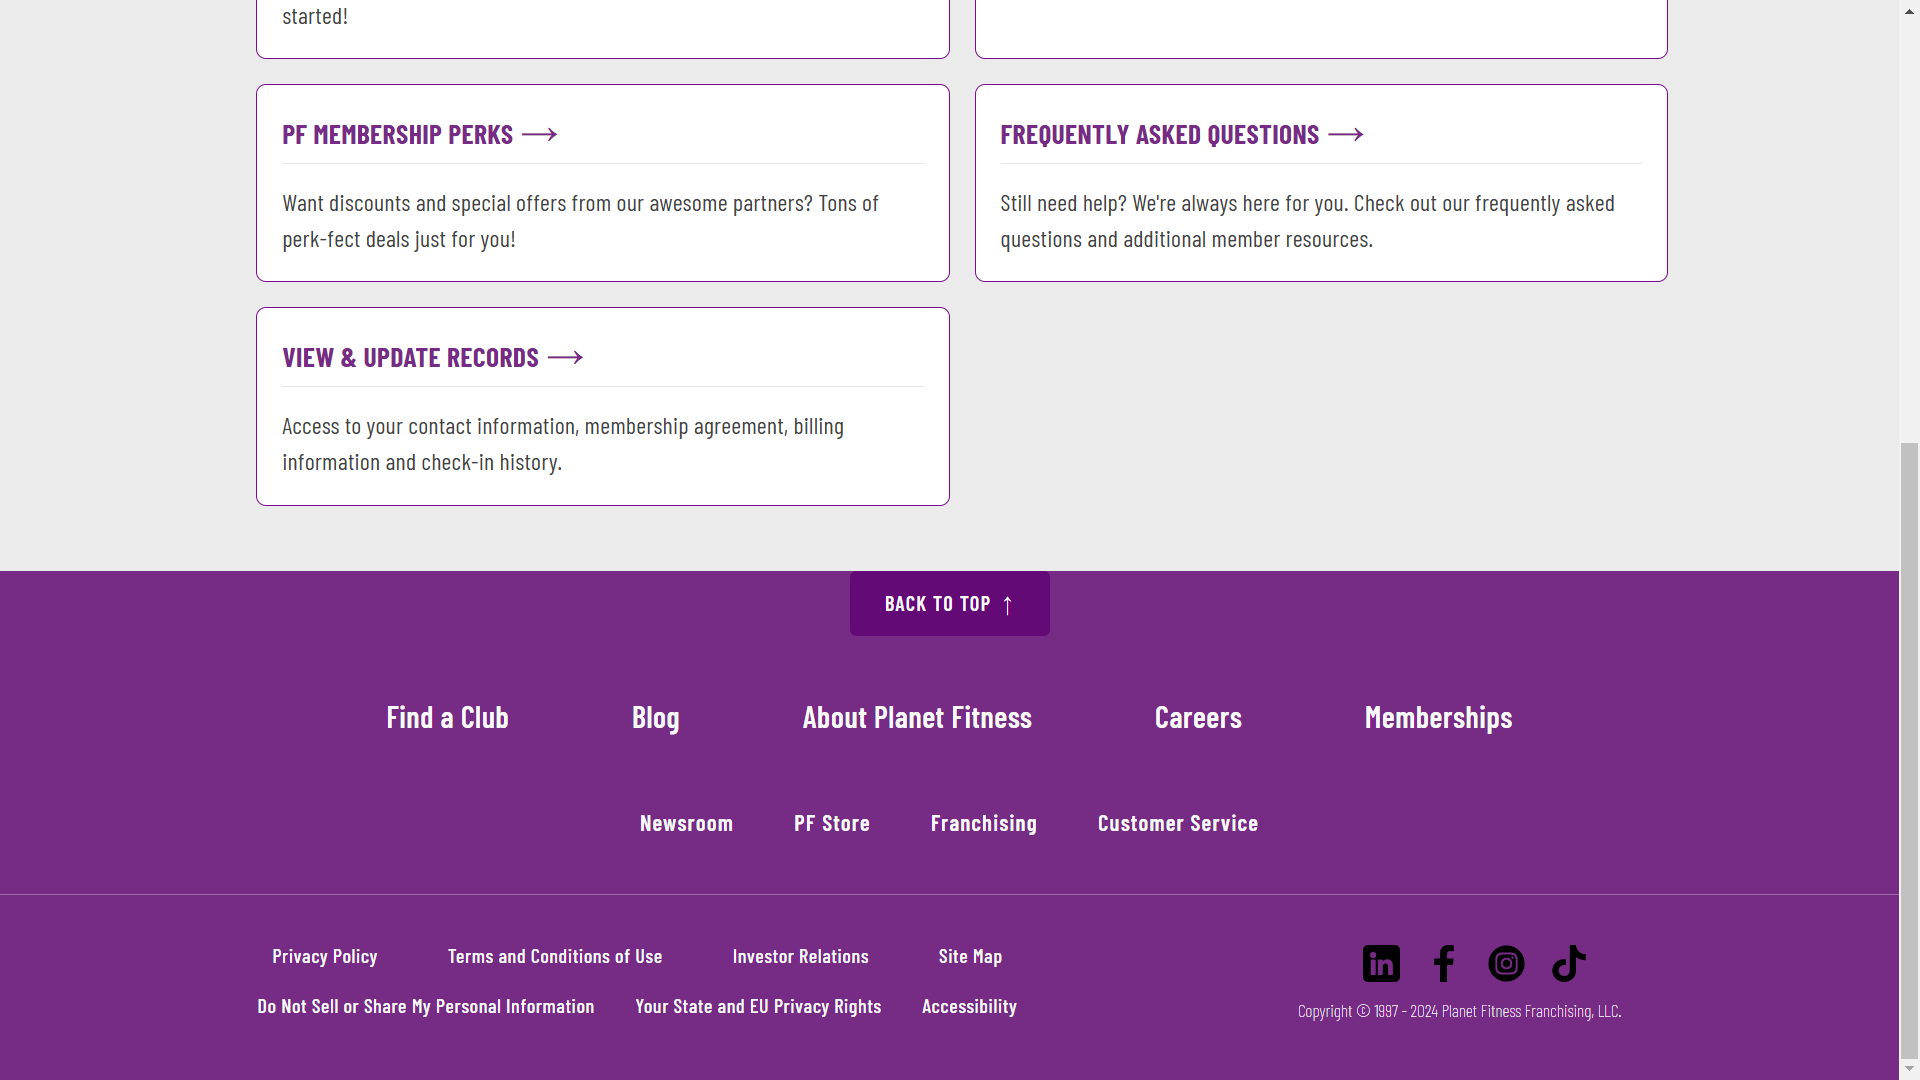 started!
PF MEMBERSHIP PERKS
Want discounts and special offers from our awesome partners? Tons of
perk-fect deals just for you!
FREQUENTLY ASKED QUESTIONS
Still need help? We're always here for you. Check out our frequently asked
questions and additional member resources.
VIEW & UPDATE RECORDS
Access to your contact information, membership agreement, billing
information and check-in history.
BACK TO TOP ↑
Find a Club
Blog
About Planet Fitness
Careers
Memberships
Newsroom
PF Store
Franchising
Customer Service
Privacy Policy
Terms and Conditions of Use
Investor Relations
Site Map
Do Not Sell or Share My Personal Information
Your State and EU Privacy Rights
Accessibility
Copyright © 1997 - 2024 Planet Fitness Franchising, LLC.